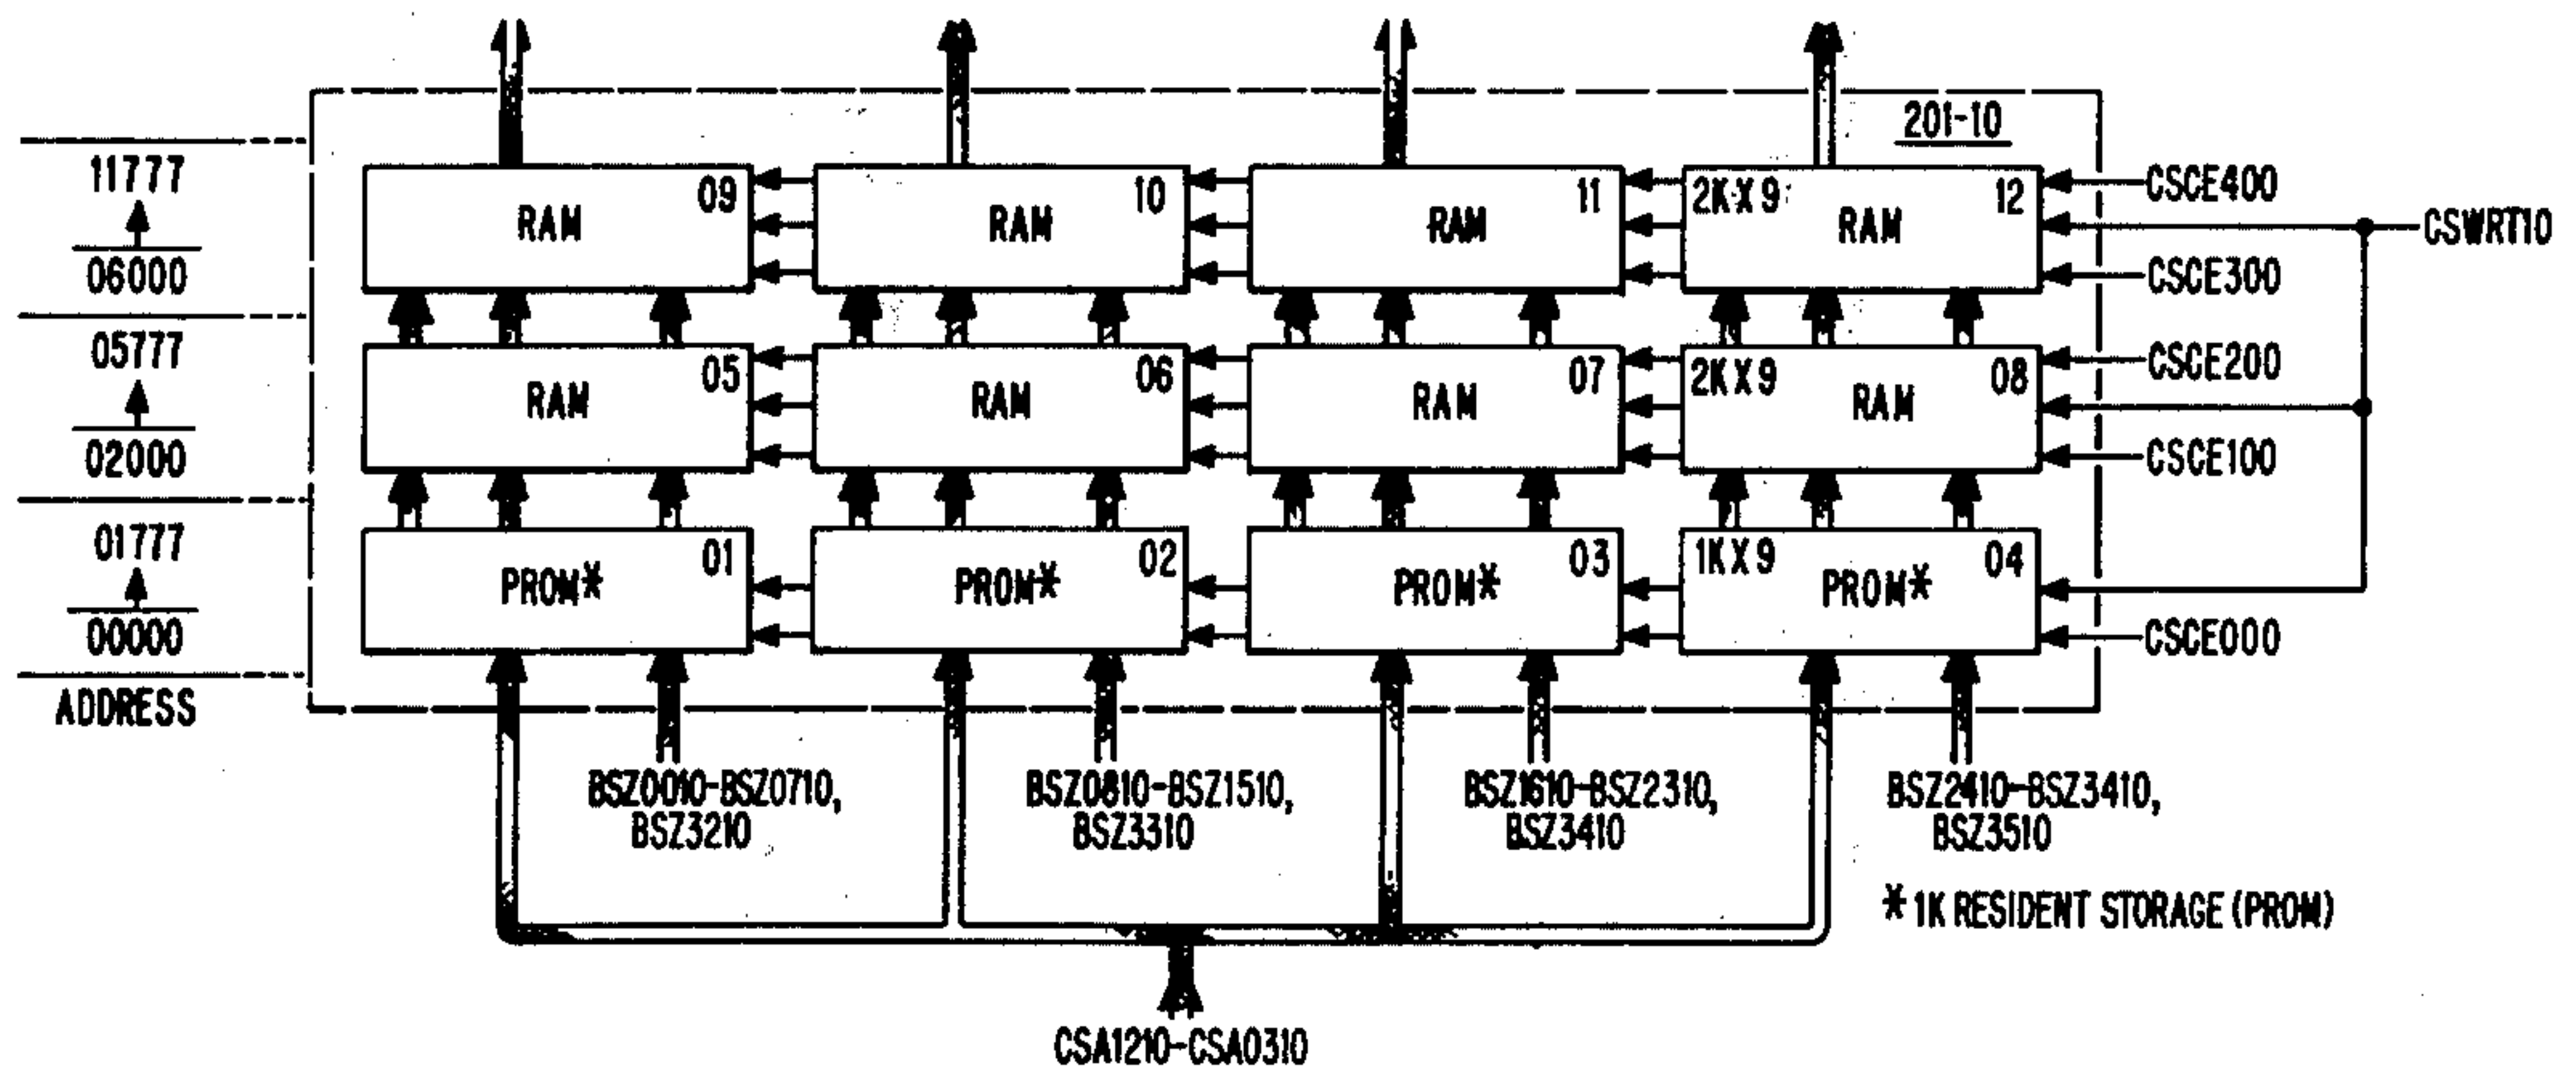 201-10
11777
06000
09
RAM
10
RAM
11
RAM
2K X 9
12
RAM
CSCE400
CSWRT10
CSCE300
05777
02000
05
RAM
06
RAM
07
RAM
2K X 9
08
RAM
CSCE200
CSCE100
01777
00000
01
PROM*
02
PROM*
03
PROM*
1K X 9
04
PROM*
CSCE000
ADDRESS
BSZ0010-BSZ0710,
BSZ3210
BSZ0810-BSZ1510,
BSZ3310
BSZ1610-BSZ2310,
BSZ3410
BSZ2410-BSZ3410,
BSZ3510
* 1K RESIDENT STORAGE (PROM)
CSA1210-CSA0310